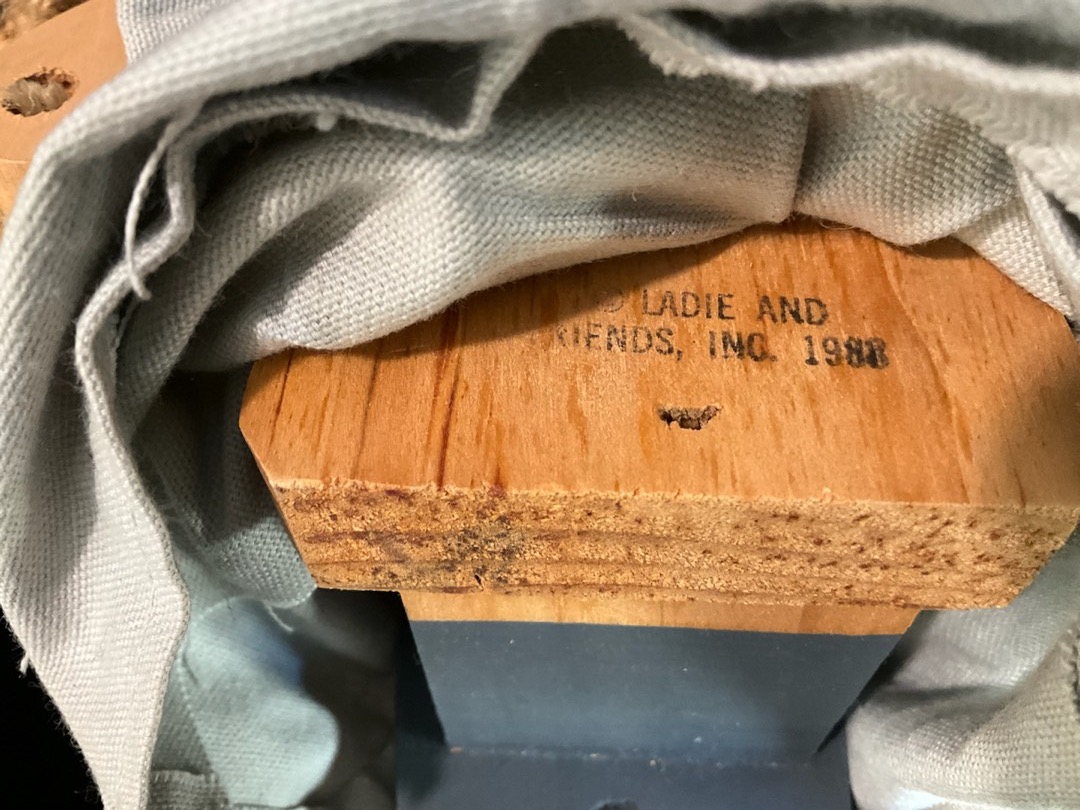 © LADIE AND
RIENDS, INC. 1988